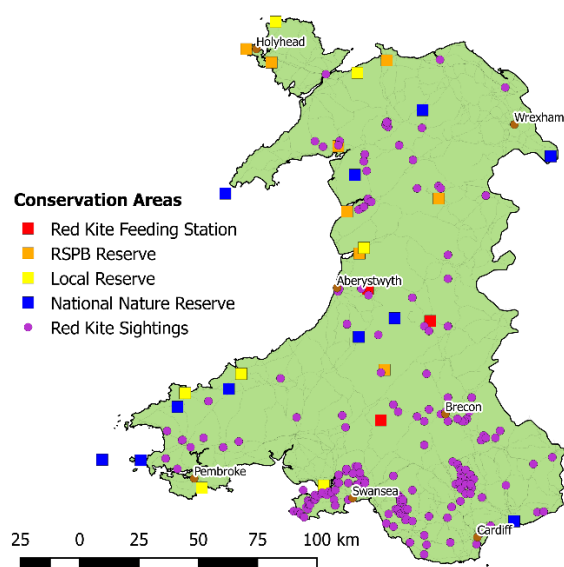 Holyhead
Wrexham
Conservation Areas
Red Kite Feeding Station
RSPB Reserve
Local Reserve
National Nature Reserve
Red Kite Sightings
Aberystwyth
Brecon
Pembroke
Swansea
Cardiff
25 0 25 50 75 100 km